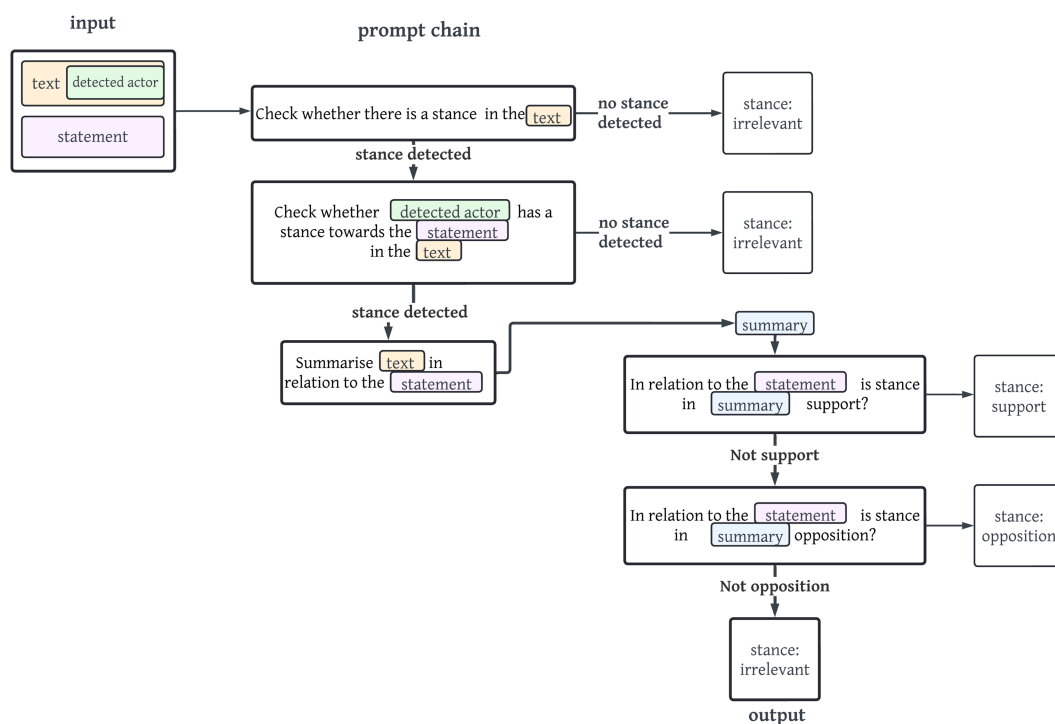 input
prompt chain
text detected actor
statement
Check whether there is a stance in the text
no stance
detected
stance:
irrelevant
stance detected
Check whether detected actor has a
stance towards the statement
in the text
no stance
detected
stance:
irrelevant
stance detected
Summarise text in
relation to the statement
summary
In relation to the statement is stance
in summary support?
stance:
support
Not support
In relation to the statement is stance
in summary opposition?
stance:
opposition
Not opposition
stance:
irrelevant
output